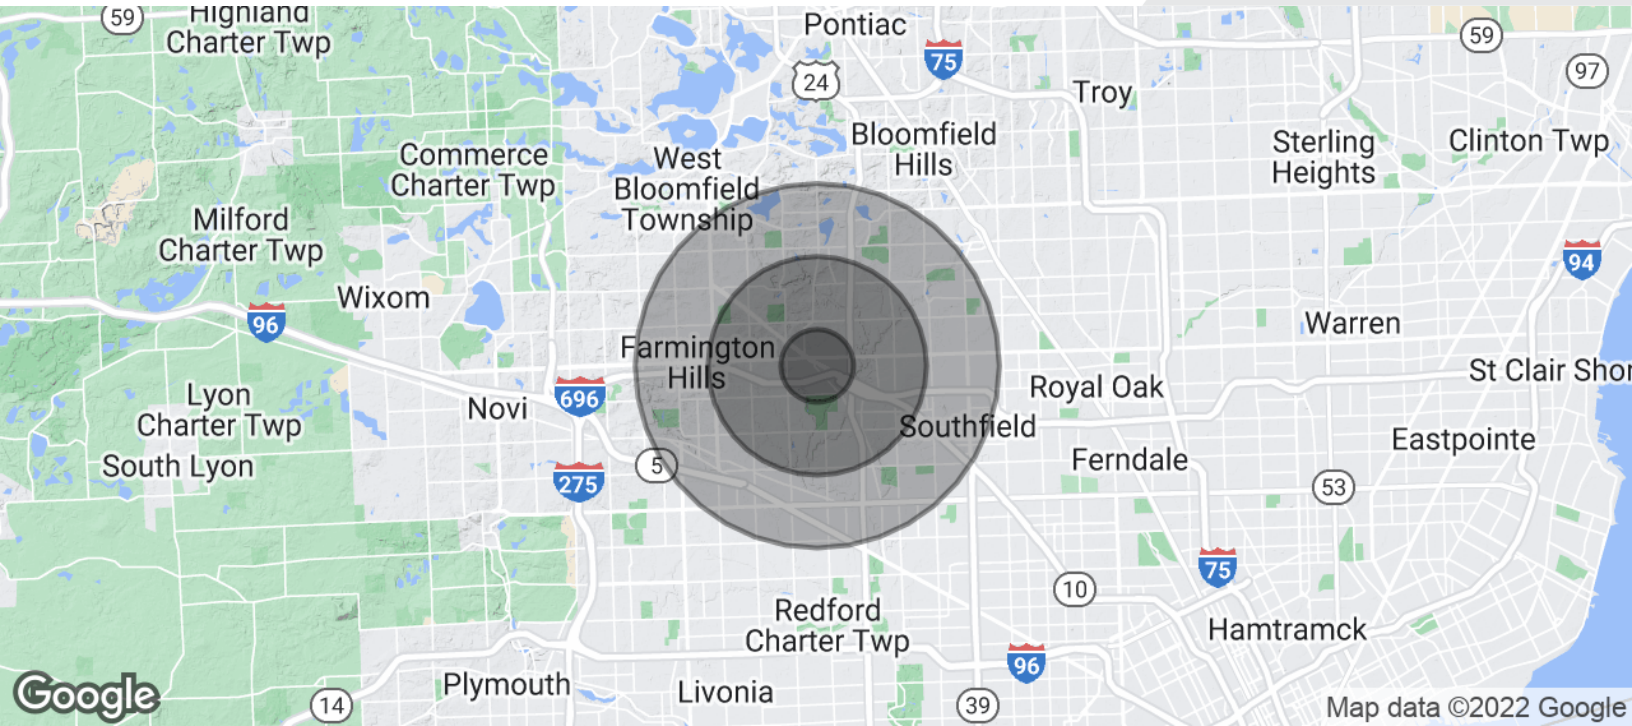 59
Highland
Charter Twp
Pontiac
24
75
59
97
Troy
Bloomfield
Hills
Sterling
Heights
Clinton Twp
Commerce
Charter Twp
West
Bloomfield
Township
Milford
Charter Twp
94
Wixom
96
Warren
Farmington
Hills
St Clair Shor
Royal Oak
Lyon
Charter Twp
Novi
696
Southfield
Eastpointe
South Lyon
5
Ferndale
275
53
75
10
Redford
Charter Twp
Hamtramck
96
Plymouth
Livonia
Google
14
39
Map data ©2022 Google